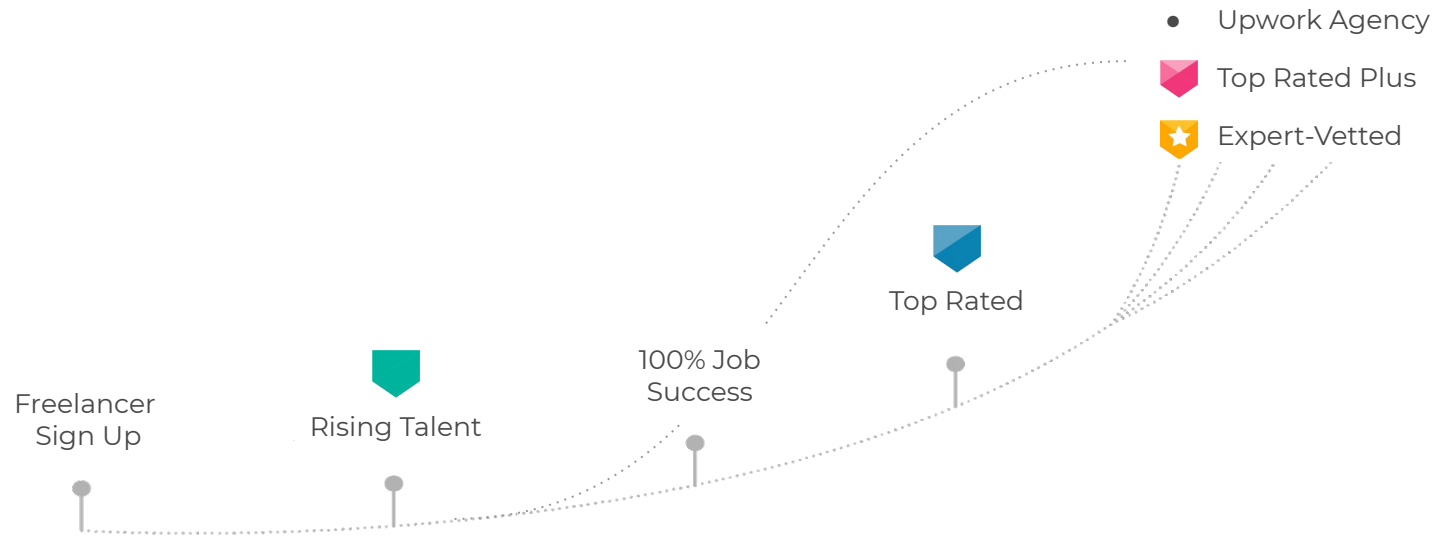 Upwork Agency
Top Rated Plus
Expert-Vetted
Top Rated
100% Job
Success
Freelancer
Sign Up
Rising Talent